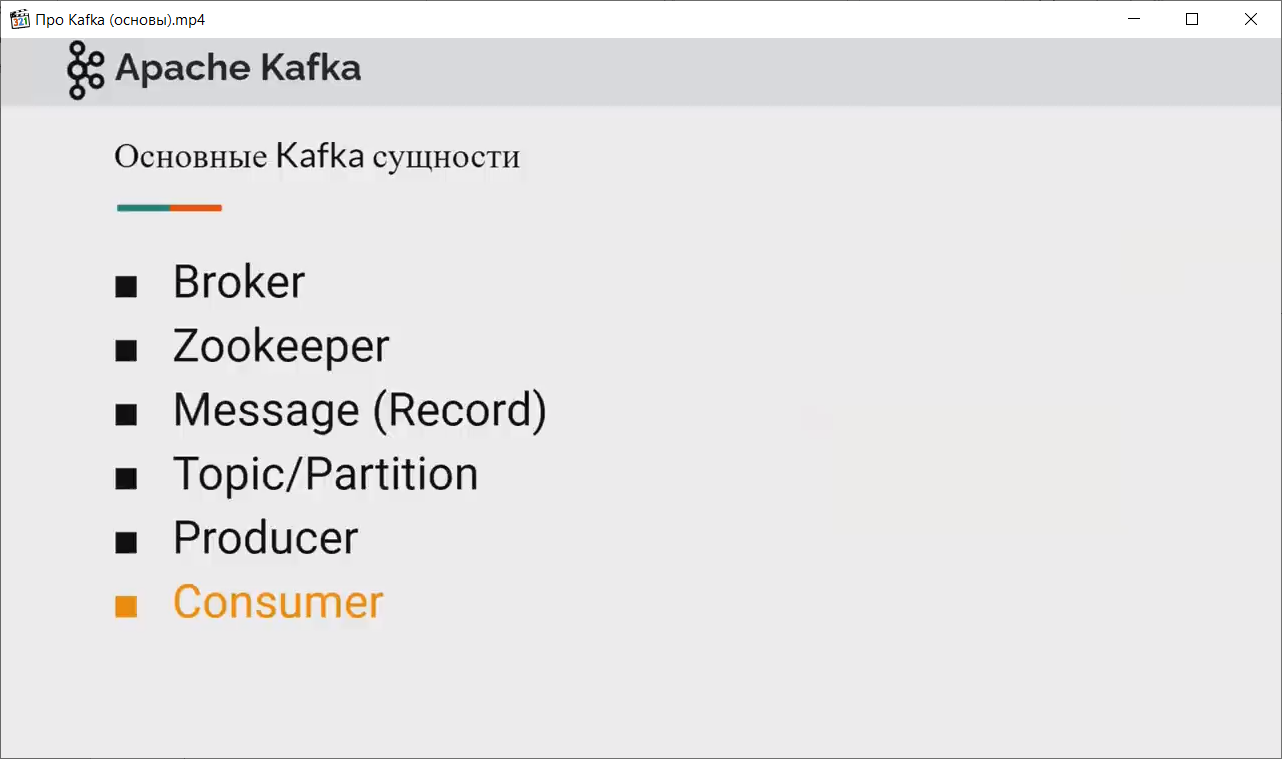 Про Kafka (основы).mp4
Apache Kafka
Основные Kafka сущности
Broker
Zookeeper
Message (Record)
Topic/Partition
Producer
Consumer